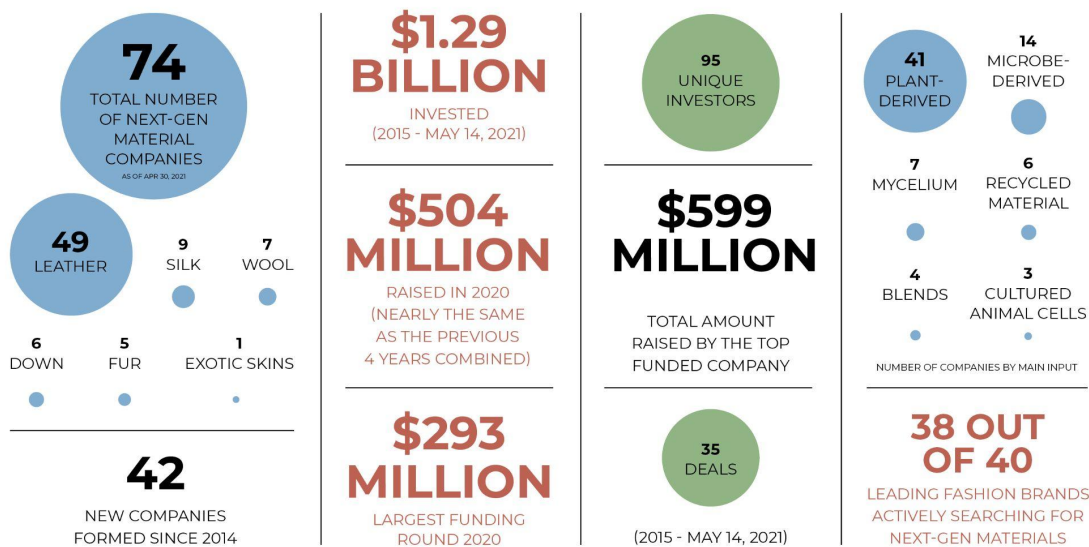 74
TOTAL NUMBER
OF NEXT-GEN
MATERIAL
COMPANIES
AS OF APR 30, 2021
49
LEATHER
9
SILK
7
WOOL
6
DOWN
5
FUR
1
EXOTIC SKINS
42
NEW COMPANIES
FORMED SINCE 2014
$1.29
BILLION
INVESTED
(2015 - MAY 14, 2021)
$504
MILLION
RAISED IN 2020
(NEARLY THE SAME
AS THE PREVIOUS
4 YEARS COMBINED)
$293
MILLION
LARGEST FUNDING
ROUND 2020
95
UNIQUE
INVESTORS
$599
MILLION
TOTAL AMOUNT
RAISED BY THE TOP
FUNDED COMPANY
35
DEALS
(2015 - MAY 14, 2021)
41
PLANT-
DERIVED
14
MICROBE-
DERIVED
7
MYCELIUM
6
RECYCLED
MATERIAL
4
BLENDS
3
CULTURED
ANIMAL CELLS
NUMBER OF COMPANIES BY MAIN INPUT
38 OUT
OF 40
LEADING FASHION BRANDS
ACTIVELY SEARCHING FOR
NEXT-GEN MATERIALS